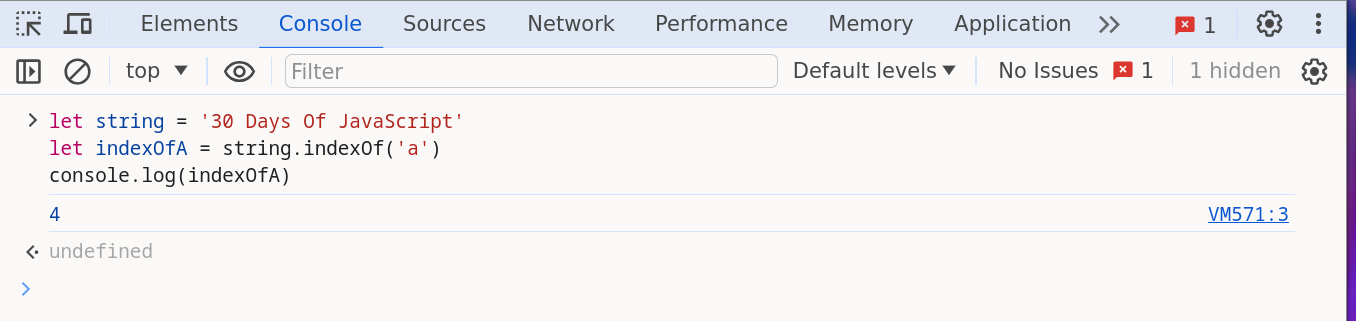 Elements Console Sources Network Performance Memory Application 1
top Filter Default levels No Issues 1 1 hidden
let string = '30 Days Of JavaScript'
let indexOfA = string.indexOf('a')
console.log(indexOfA)
4 VM571:3
undefined